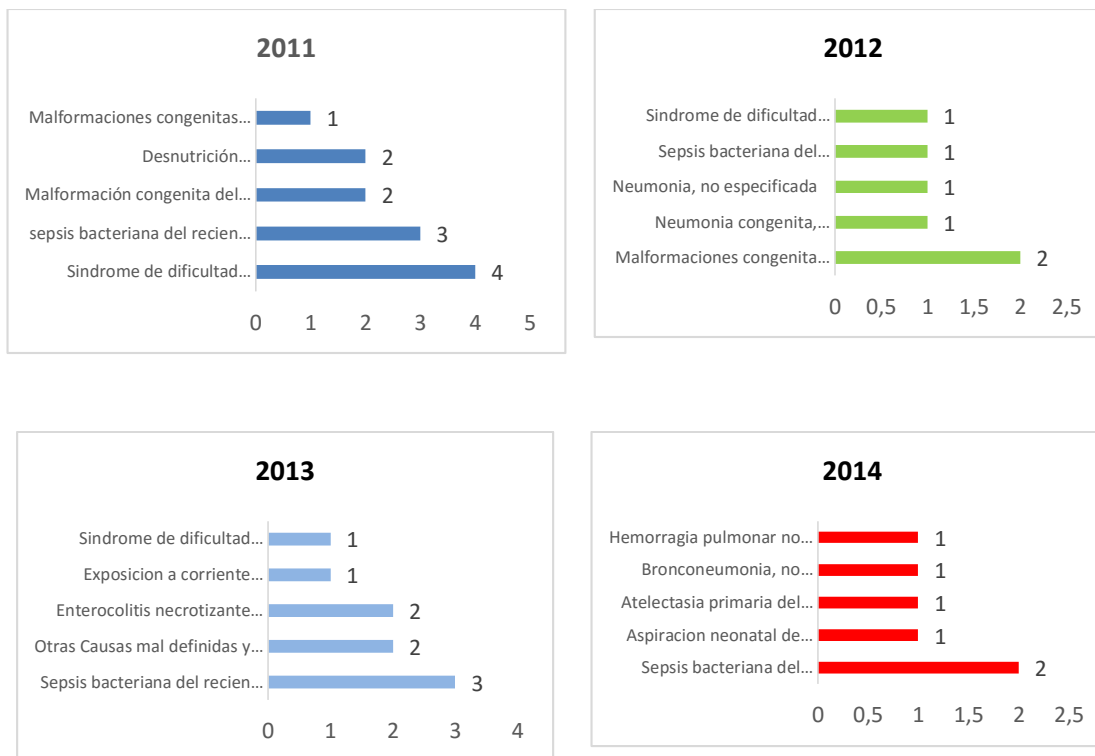 2011
Malformaciones congenitas... 1
Desnutrición... 2
Malformación congenita del... 2
sepsis bacteriana del recien... 3
Sindrome de dificultad... 4
0 1 2 3 4 5
2012
Sindrome de dificultad... 1
Sepsis bacteriana del... 1
Neumonia, no especificada 1
Neumonia congenita,... 1
Malformaciones congenita... 2
0 0,5 1 1,5 2 2,5
2013
Sindrome de dificultad... 1
Exposicion a corriente... 1
Enterocolitis necrotizante... 2
Otras Causas mal definidas y... 2
Sepsis bacteriana del recien... 3
0 1 2 3 4
2014
Hemorragia pulmonar no... 1
Bronconeumonia, no... 1
Atelectasia primaria del... 1
Aspiracion neonatal de... 1
Sepsis bacteriana del... 2
0 0,5 1 1,5 2 2,5